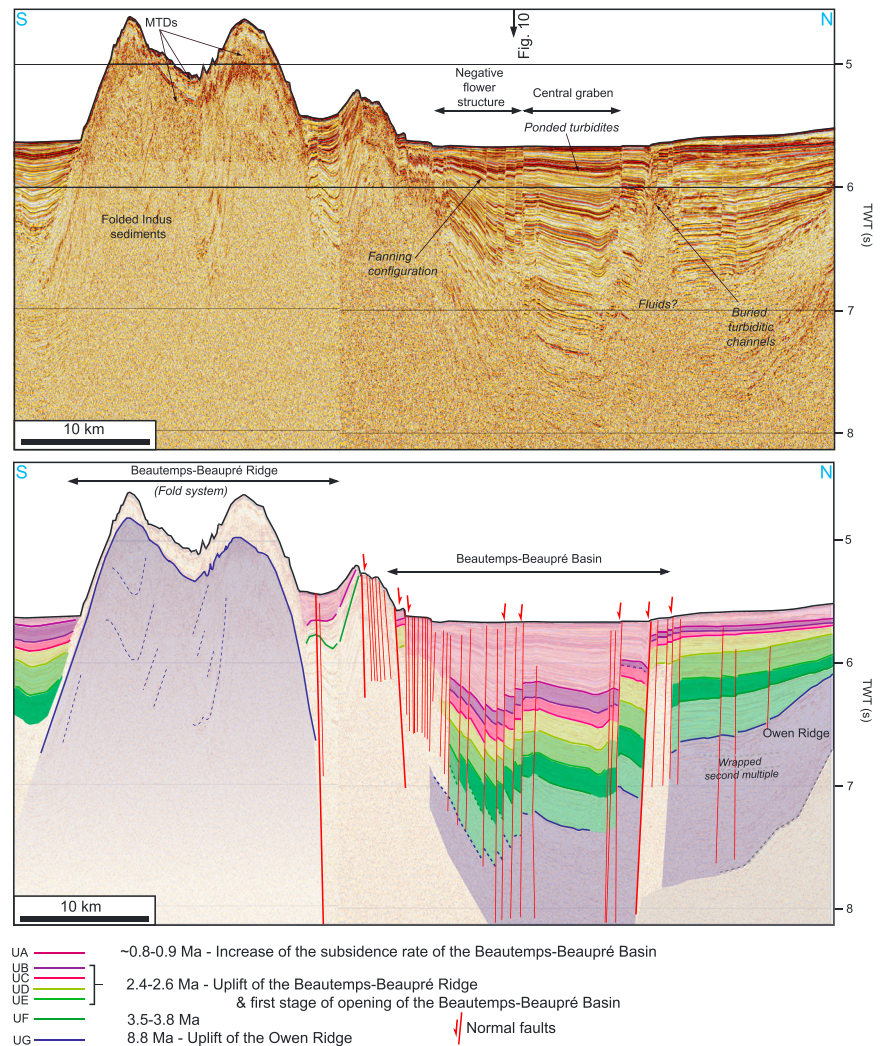 S
N
MTDs
Fig. 10
Negative
flower
structure
Central graben
Ponded turbidites
5
6
7
8
TWT (s)
Folded Indus
sediments
Fanning
configuration
Fluids?
Buried
turbiditic
channels
10 km
S
N
Beautemps-Beaupré Ridge
(Fold system)
Beautemps-Beaupré Basin
5
6
7
8
TWT (s)
Owen Ridge
Wrapped
second multiple
10 km
UA
~0.8-0.9 Ma - Increase of the subsidence rate of the Beautemps-Beaupré Basin
UB
UC
UD
UE
2.4-2.6 Ma - Uplift of the Beautemps-Beaupré Ridge
& first stage of opening of the Beautemps-Beaupré Basin
UF
3.5-3.8 Ma
Normal faults
UG
8.8 Ma - Uplift of the Owen Ridge